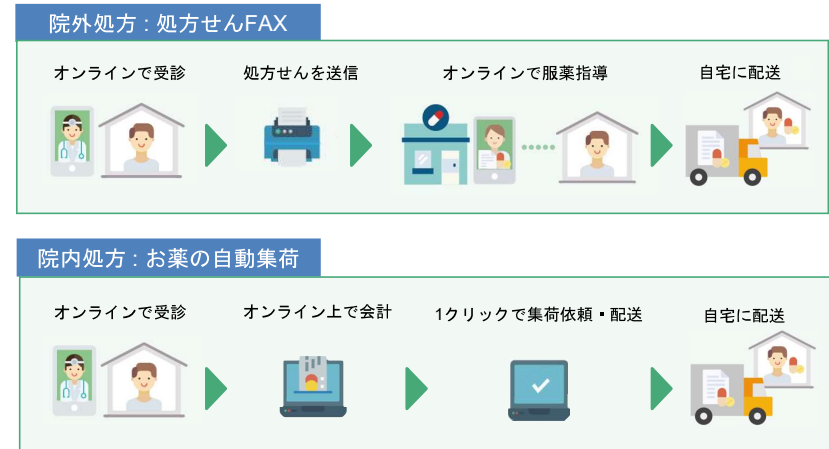 院外処方：処方せんFAX
オンラインで受診
処方せんを送信
オンラインで服薬指導
自宅に配送
院内処方：お薬の自動集荷
オンラインで受診
オンライン上で会計
1クリックで集荷依頼・配送
自宅に配送